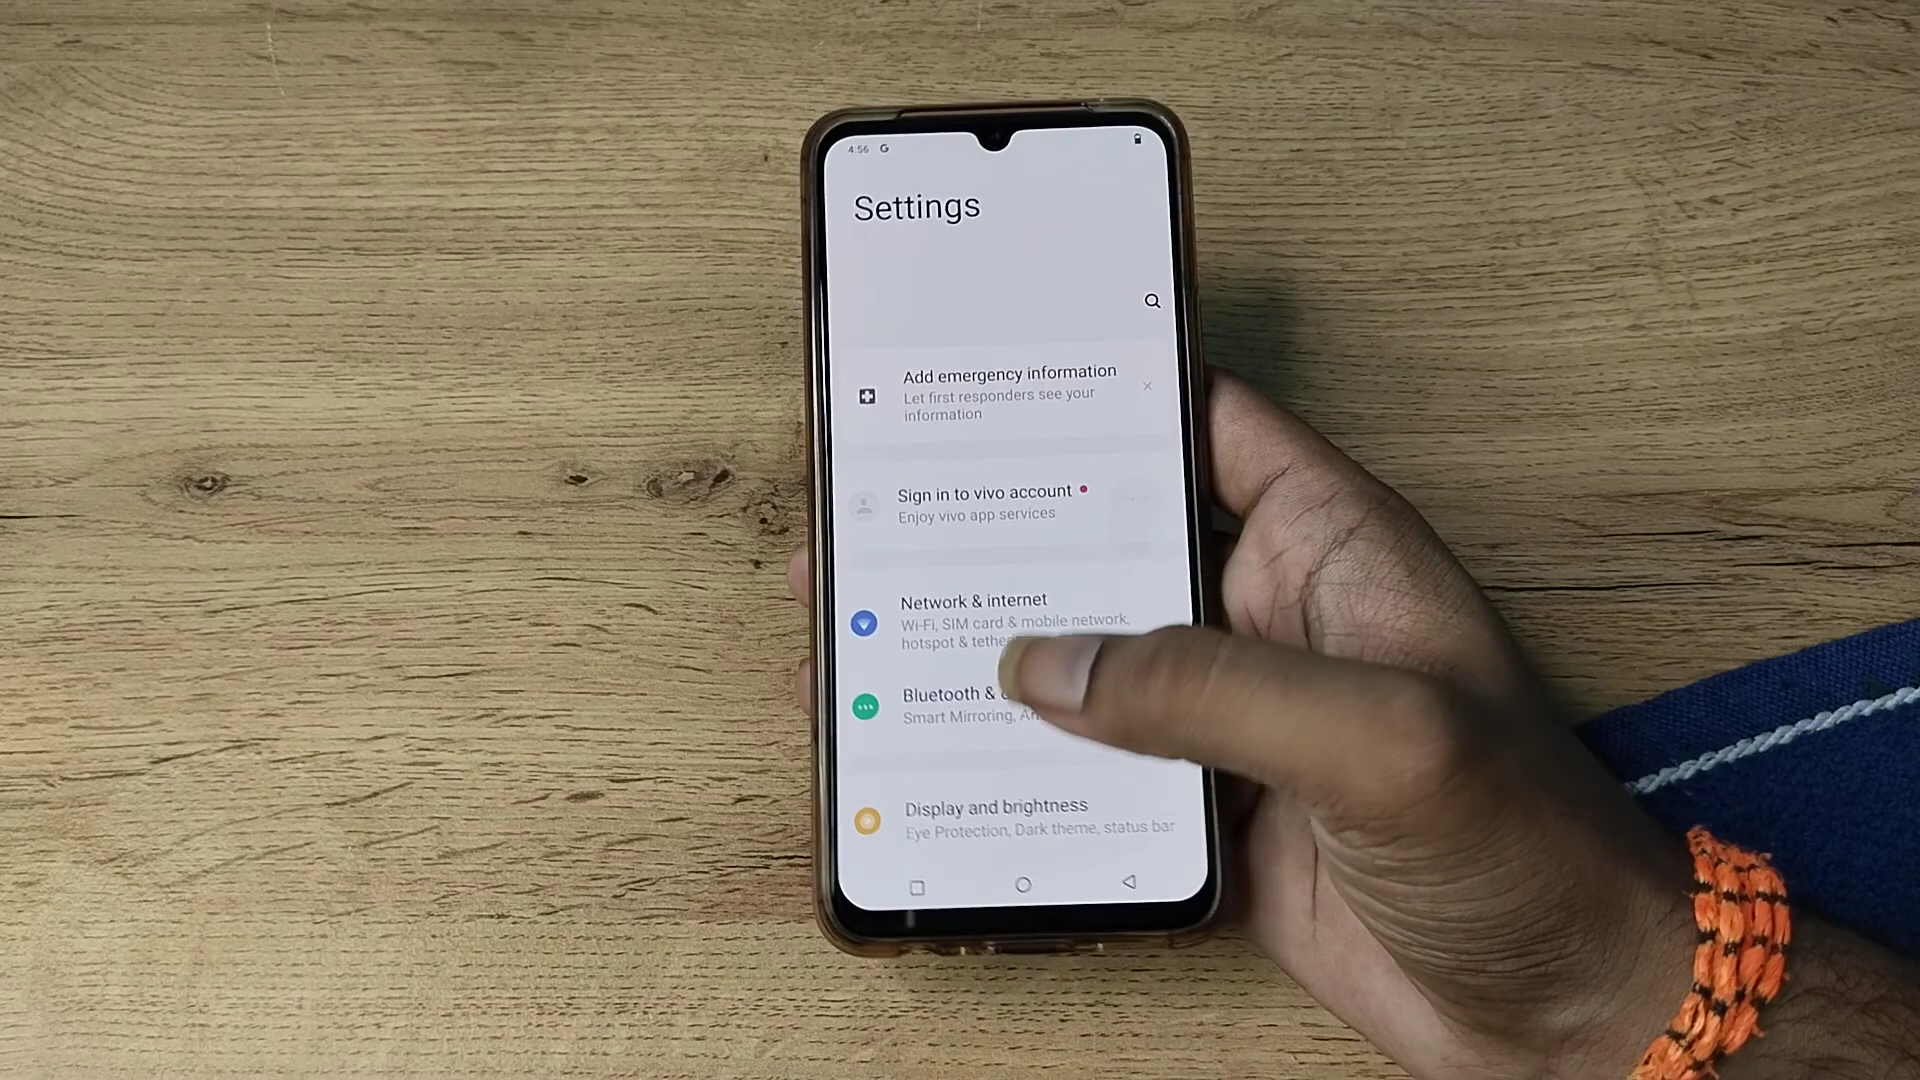 4:56 G
Settings
Add emergency information
Let first responders see your
information
Sign in to vivo account
Enjoy vivo app services
Network & internet
Wi-Fi, SIM card & mobile network,
hotspot &
Bluetooth &
Smart Mirroring,
Display and brightness
Eye Protection, Dark theme, status bar